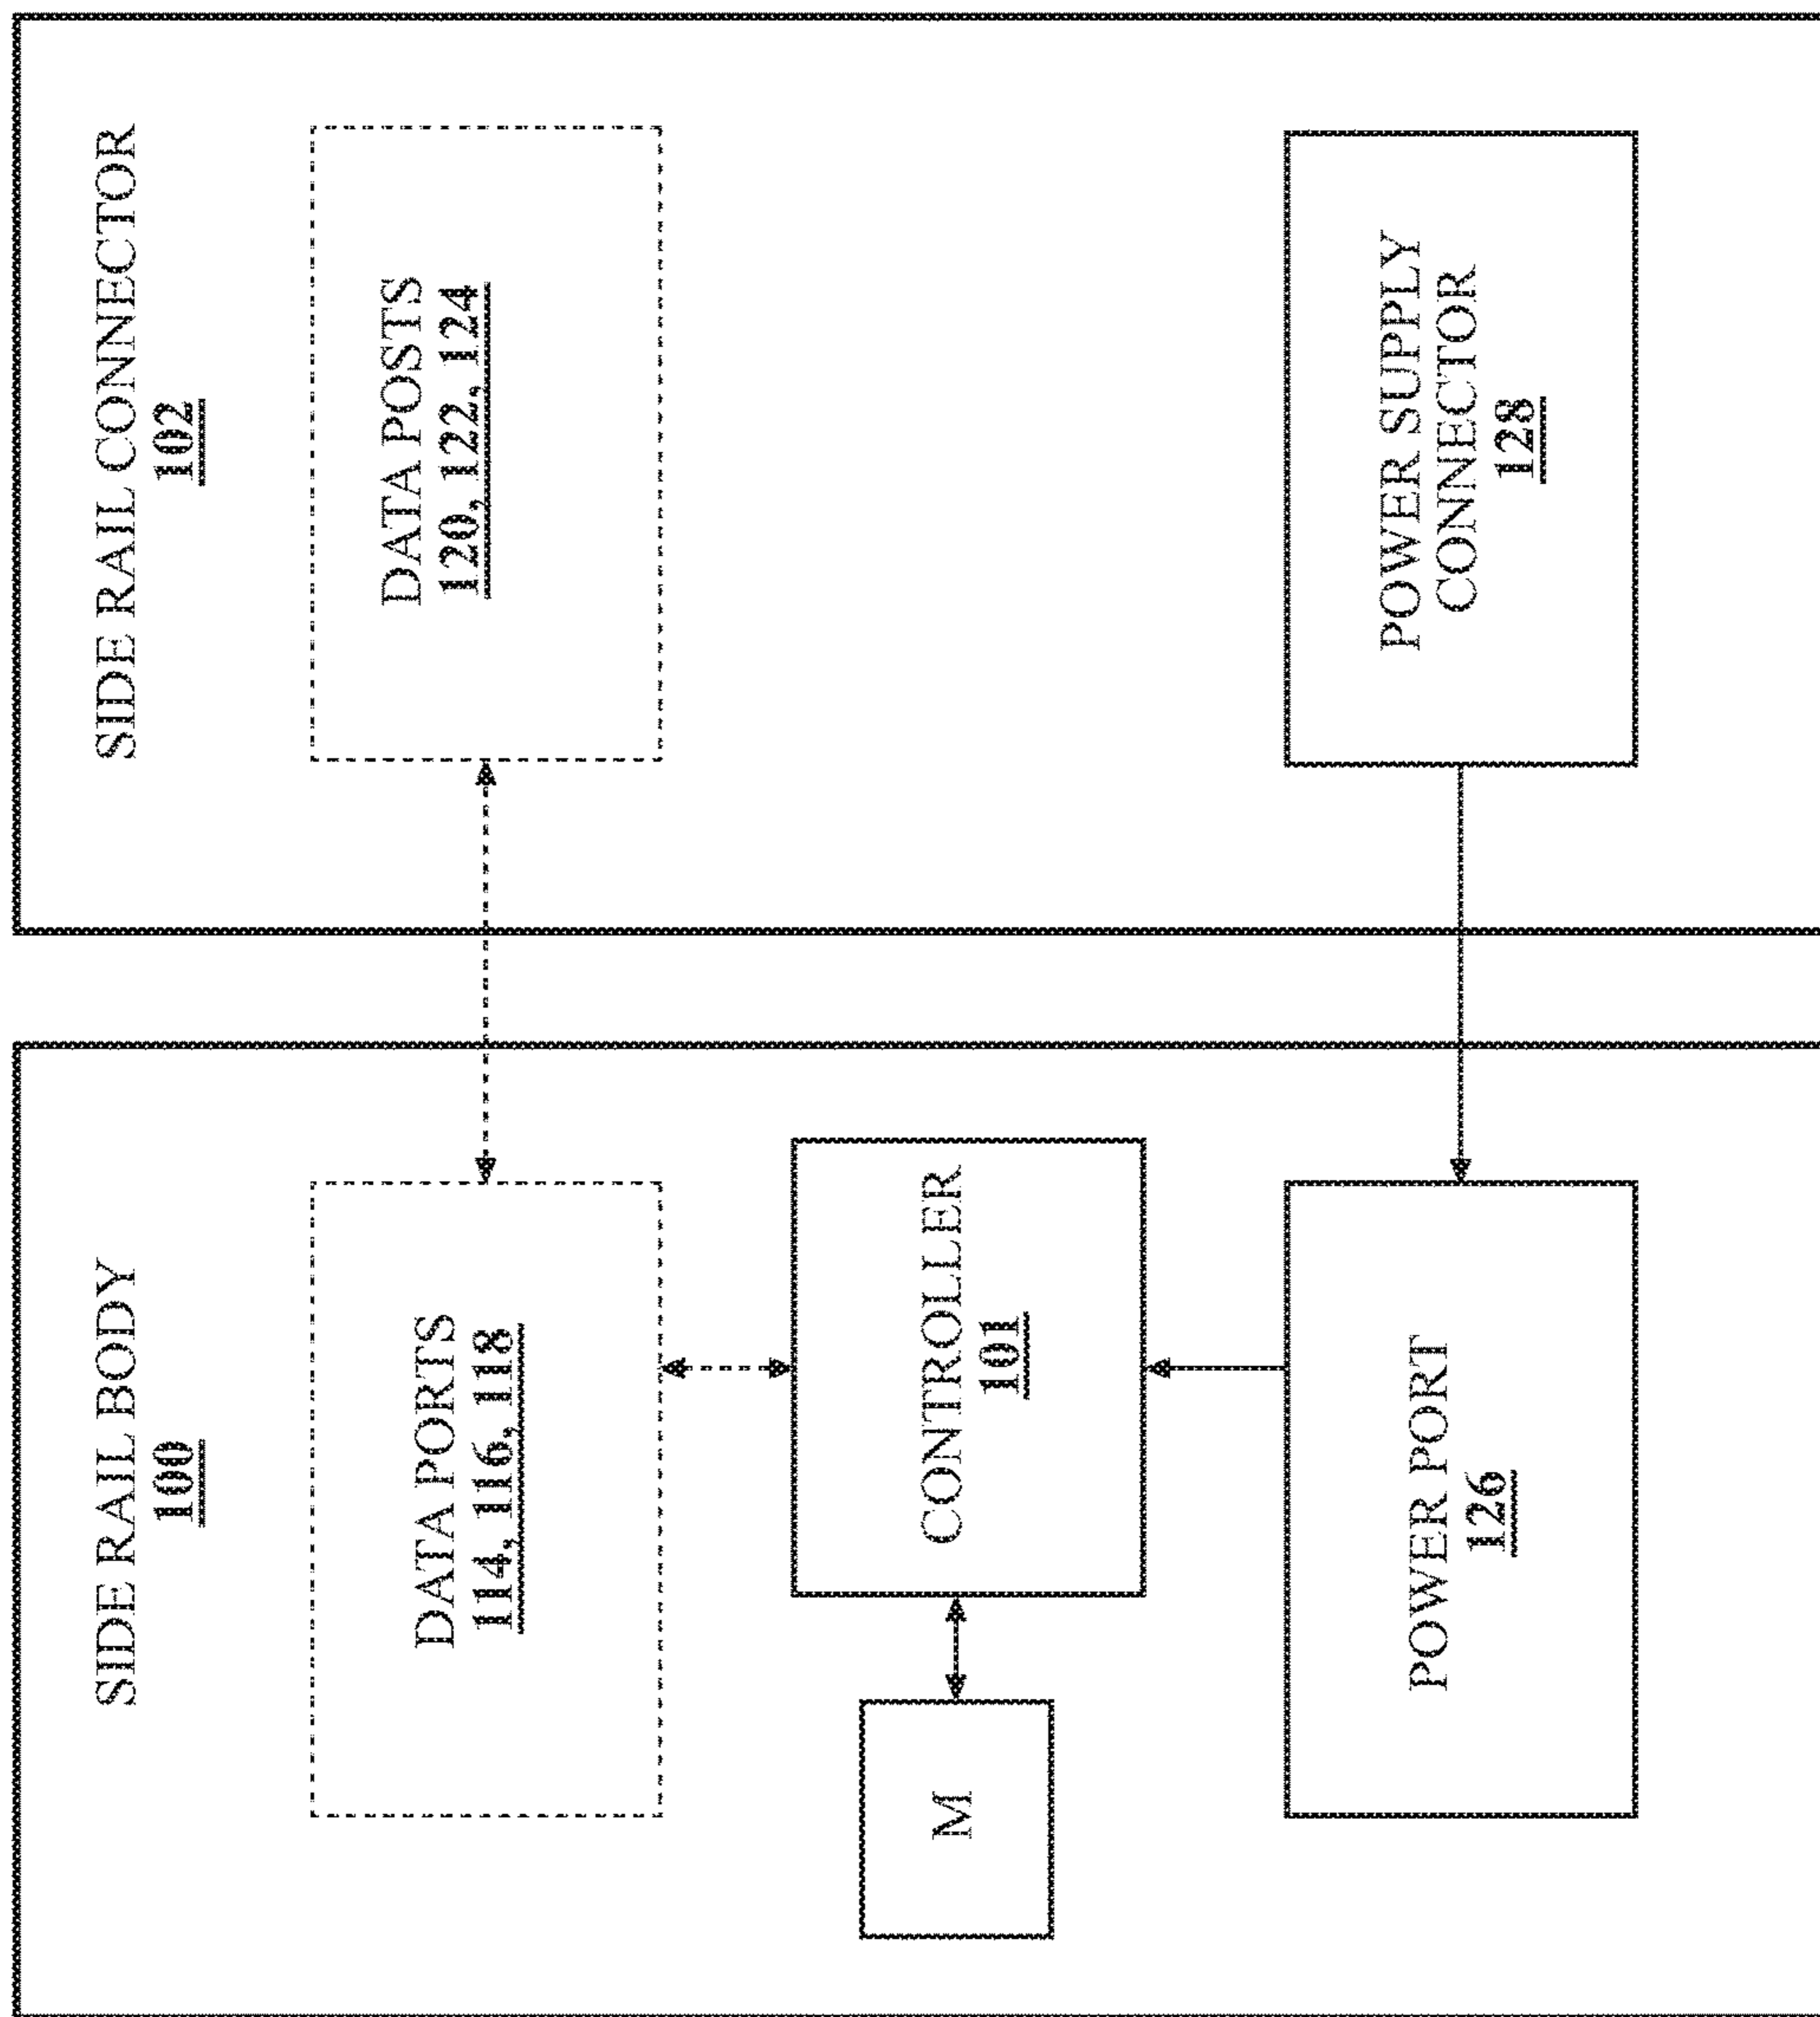 SIDE RAIL BODY
100
DATA PORTS
114, 116, 118
CONTROLLER
101
M
POWER PORT
126
SIDE RAIL CONNECTOR
102
DATA POSTS
120, 122, 124
POWER SUPPLY
CONNECTOR
128